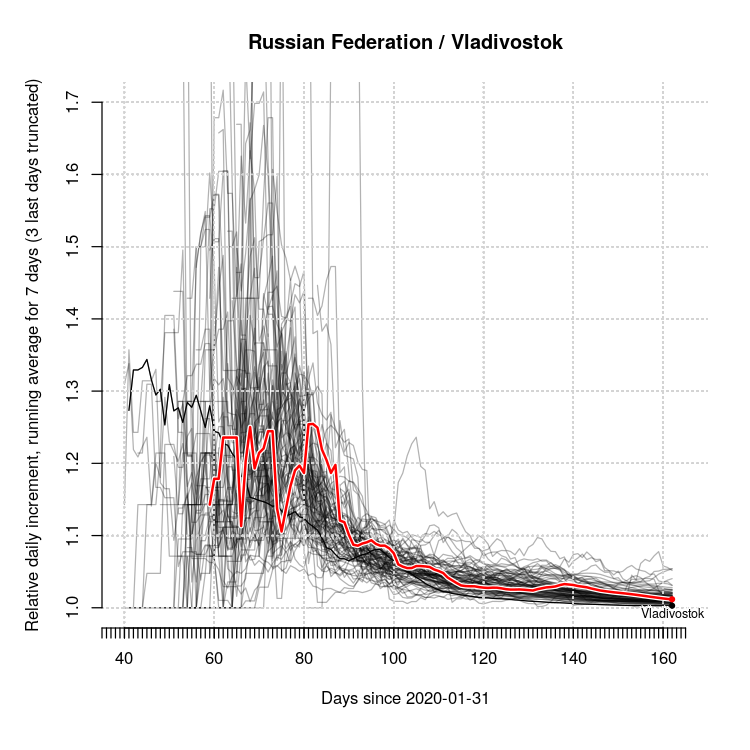 Russian Federation / Vladivostok
Relative daily increment, running average for 7 days (3 last days truncated)
1.7
1.6
1.5
1.4
1.3
1.2
1.1
1.0
Vladivostok
40 60 80 100 120 140 160
Days since 2020-01-31